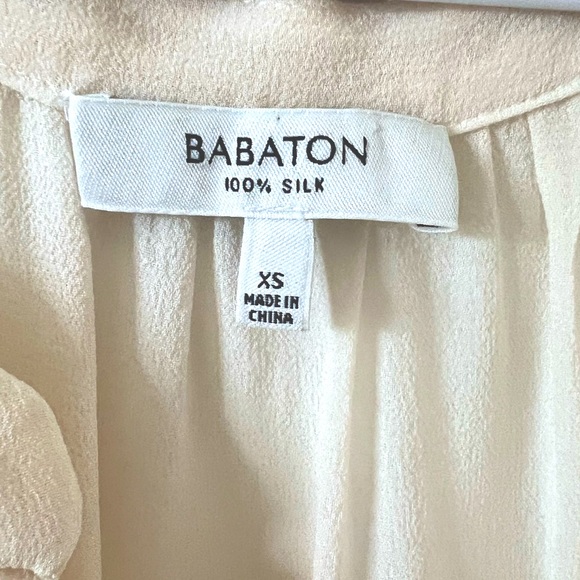 BABATON
100% SILK
XS
MADE IN
CHINA